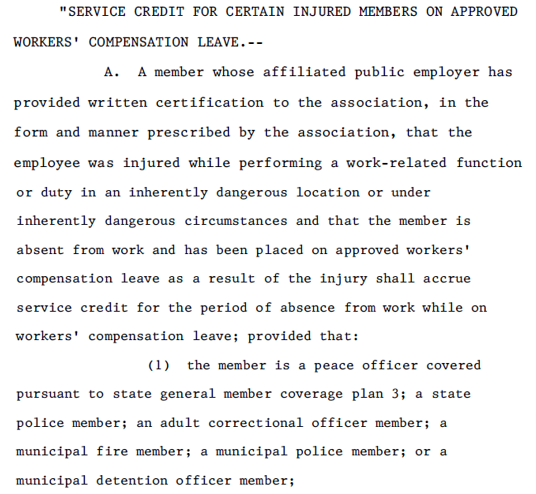 "SERVICE CREDIT FOR CERTAIN INJURED MEMBERS ON APPROVED
WORKERS' COMPENSATION LEAVE.--
A. A member whose affiliated public employer has
provided written certification to the association, in the
form and manner prescribed by the association, that the
employee was injured while performing a work-related function
or duty in an inherently dangerous location or under
inherently dangerous circumstances and that the member is
absent from work and has been placed on approved workers'
compensation leave as a result of the injury shall accrue
service credit for the period of absence from work while on
workers' compensation leave; provided that:
(1) the member is a peace officer covered
pursuant to state general member coverage plan 3; a state
police member; an adult correctional officer member; a
municipal fire member; a municipal police member; or a
municipal detention officer member;